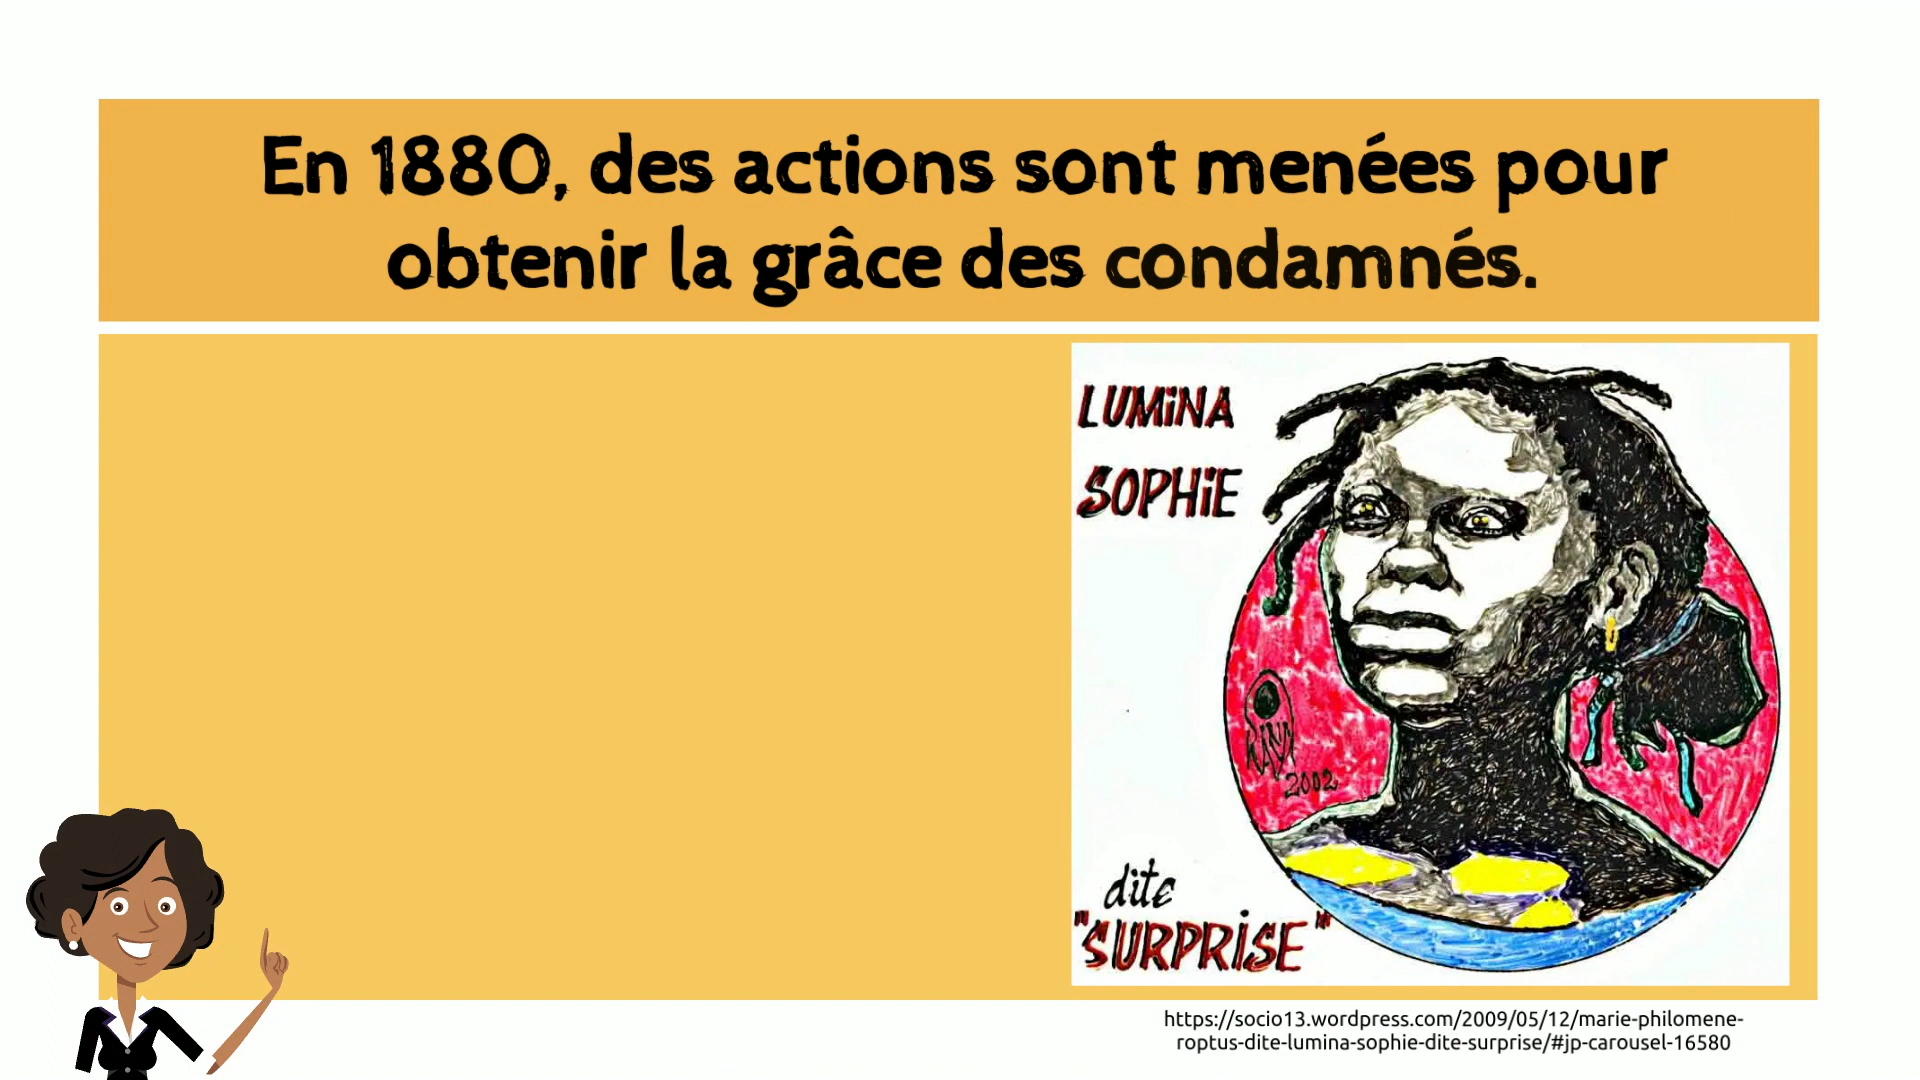 En 1880, des actions sont menées pour
obtenir la grâce des condamnés.
LUMiNA
SOPHiE
2002
dite
"SURPRiSE"
https://socio13.wordpress.com/2009/05/12/marie-philomene-
roptus-dite-lumina-sophie-dite-surprise/#jp-carousel-16580